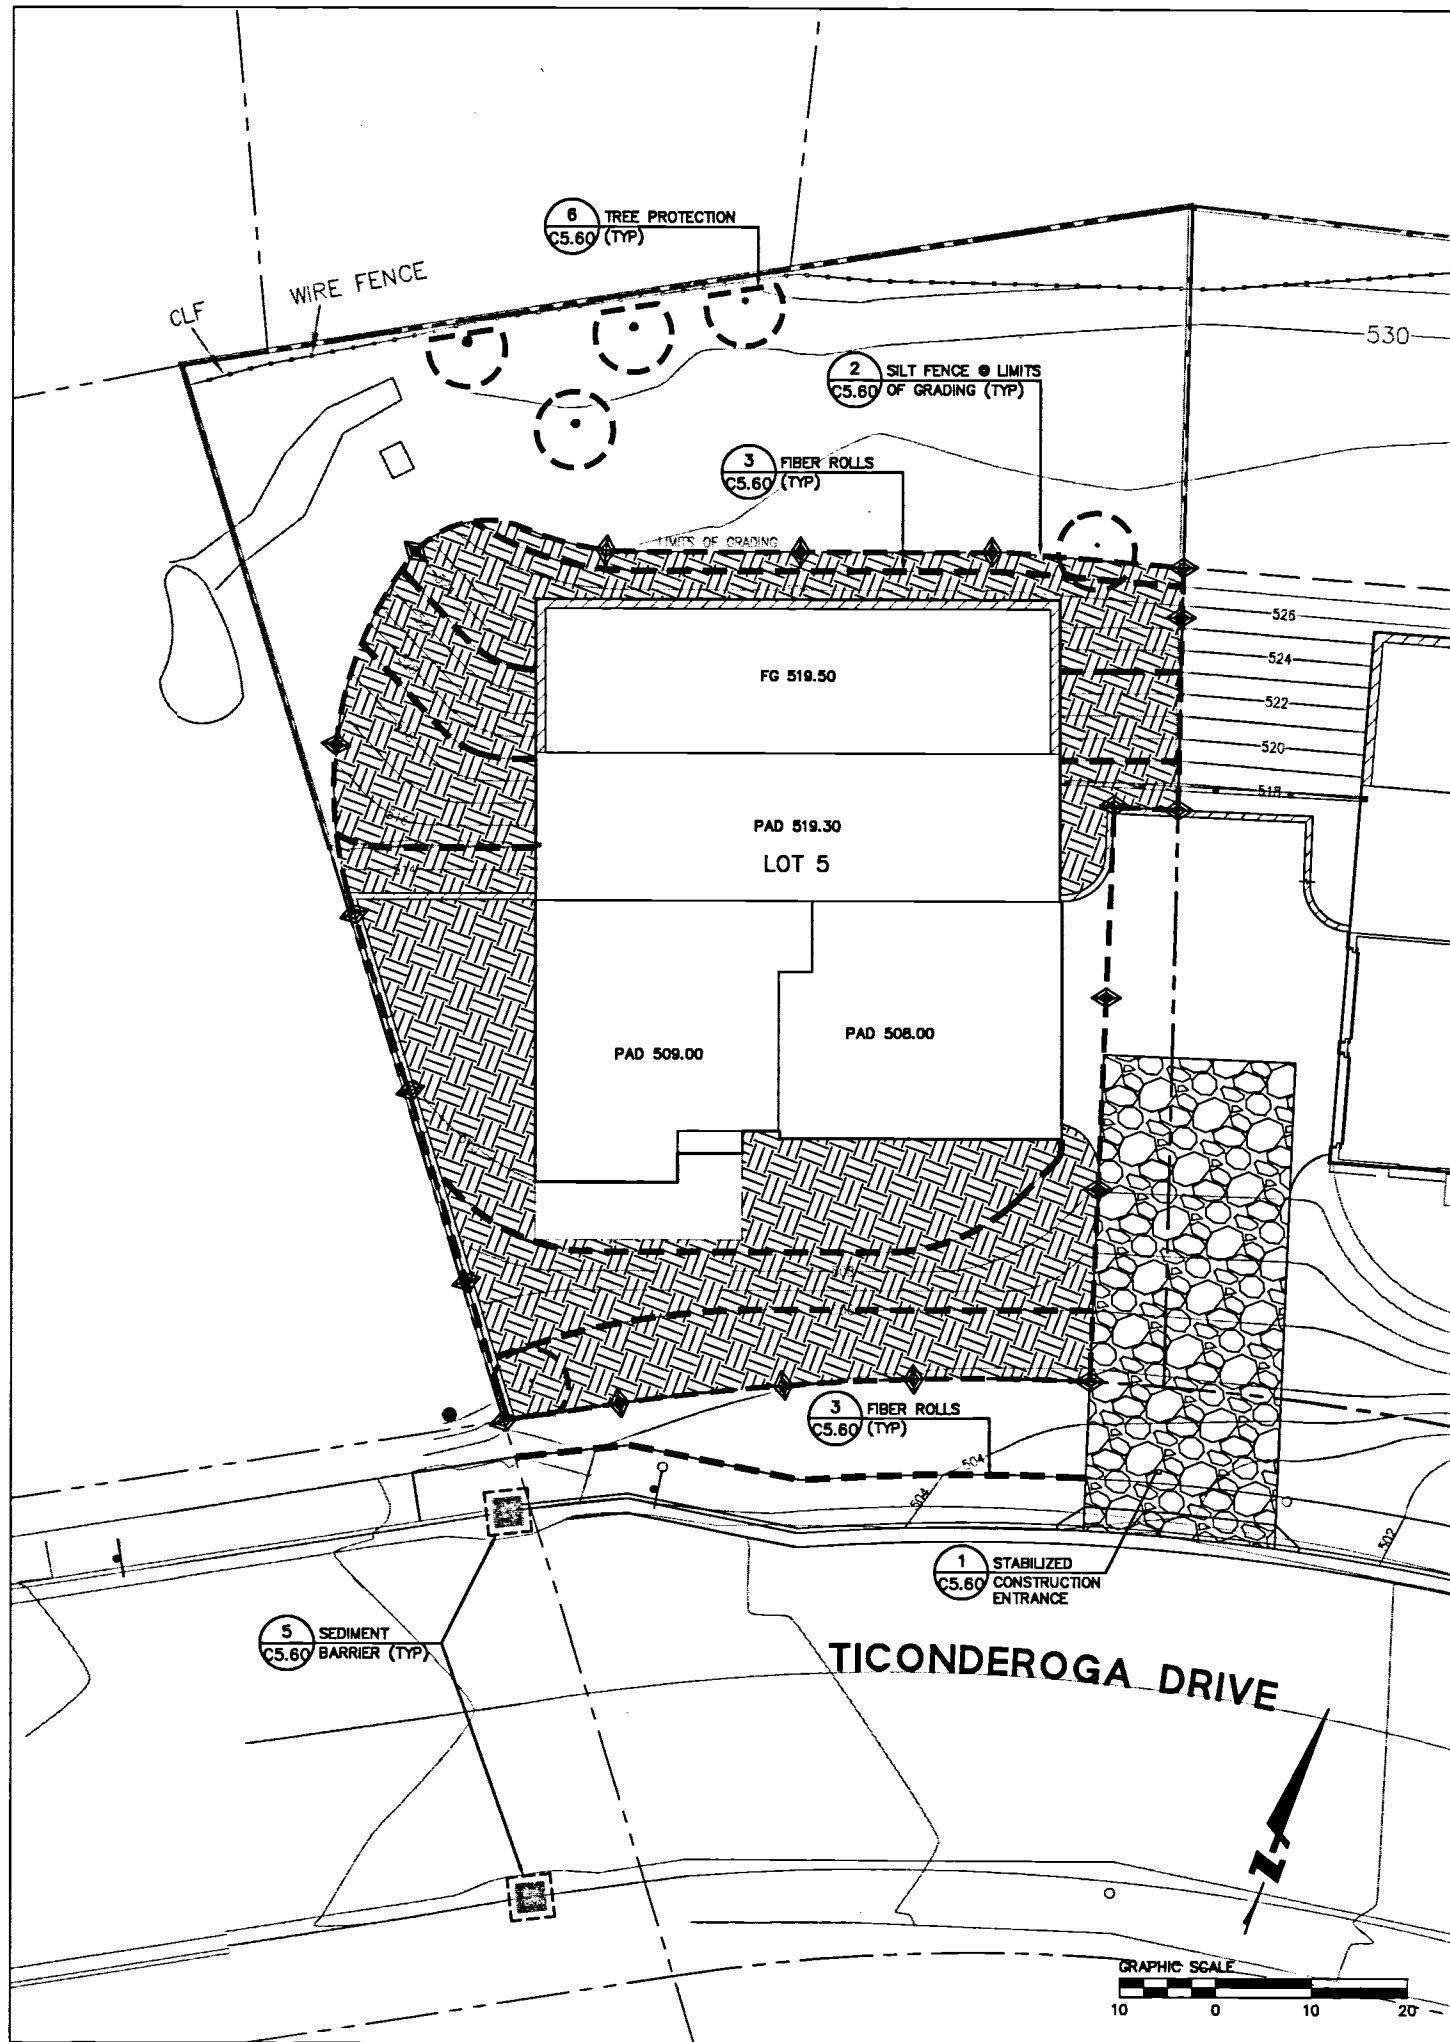 6
C5.60
TREE PROTECTION
(TYP)
WIRE FENCE
CLF
530
2
C5.60
SILT FENCE @ LIMITS
OF GRADING (TYP)
3
C5.60
FIBER ROLLS
(TYP)
LIMITS OF GRADING
526
524
522
520
518
FG 519.50
PAD 519.30
LOT 5
516
514
PAD 509.00
PAD 508.00
508
506
3
C5.60
FIBER ROLLS
(TYP)
504
504
502
1
C5.60
STABILIZED
CONSTRUCTION
ENTRANCE
5
C5.60
SEDIMENT
BARRIER (TYP)
TICONDEROGA DRIVE
N
GRAPHIC SCALE
10 0 10 20